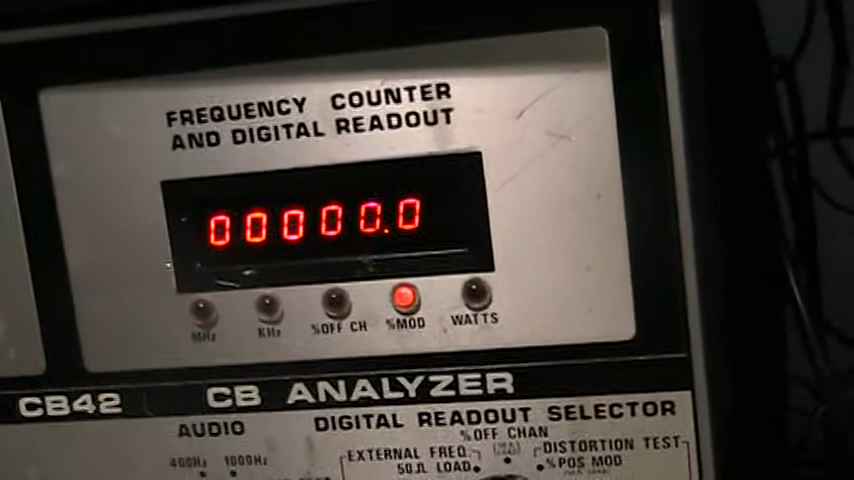 FREQUENCY COUNTER
AND DIGITAL READOUT
00000.0
MHz KHz %OFF CH %MOD WATTS
CB42 CB ANALYZER
AUDIO DIGITAL READOUT SELECTOR
%OFF CHAN
400Hz 1000Hz EXTERNAL FREQ. DISTORTION TEST
50Ω LOAD %POS MOD